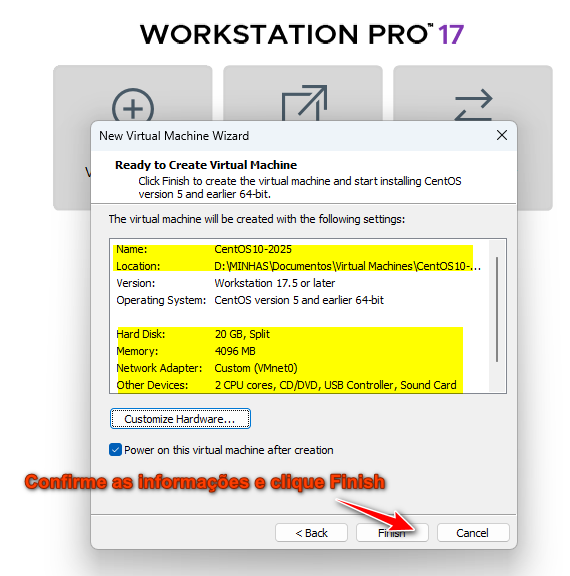 WORKSTATION PRO™ 17
New Virtual Machine Wizard
Ready to Create Virtual Machine
Click Finish to create the virtual machine and start installing CentOS
version 5 and earlier 64-bit.
The virtual machine will be created with the following settings:
Name: CentOS10-2025
Location: D:\MINHAS\Documentos\Virtual Machines\CentOS10-...
Version: Workstation 17.5 or later
Operating System: CentOS version 5 and earlier 64-bit
Hard Disk: 20 GB, Split
Memory: 4096 MB
Network Adapter: Custom (VMnet0)
Other Devices: 2 CPU cores, CD/DVD, USB Controller, Sound Card
Customize Hardware...
Power on this virtual machine after creation
Confirme as informações e clique Finish
< Back Finish Cancel